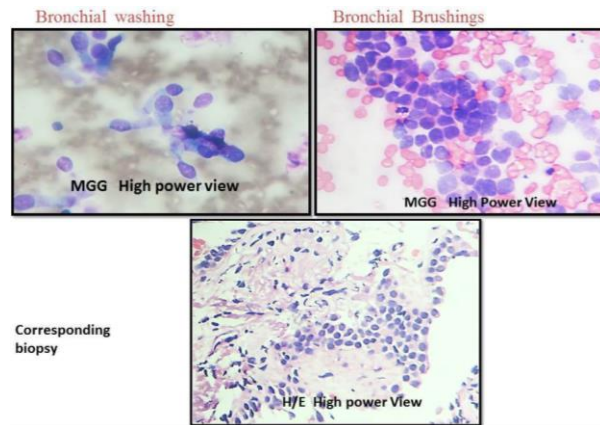 Bronchial washing
Bronchial Brushings
MGG High power view
MGG High Power View
Corresponding
biopsy
H/E High power View